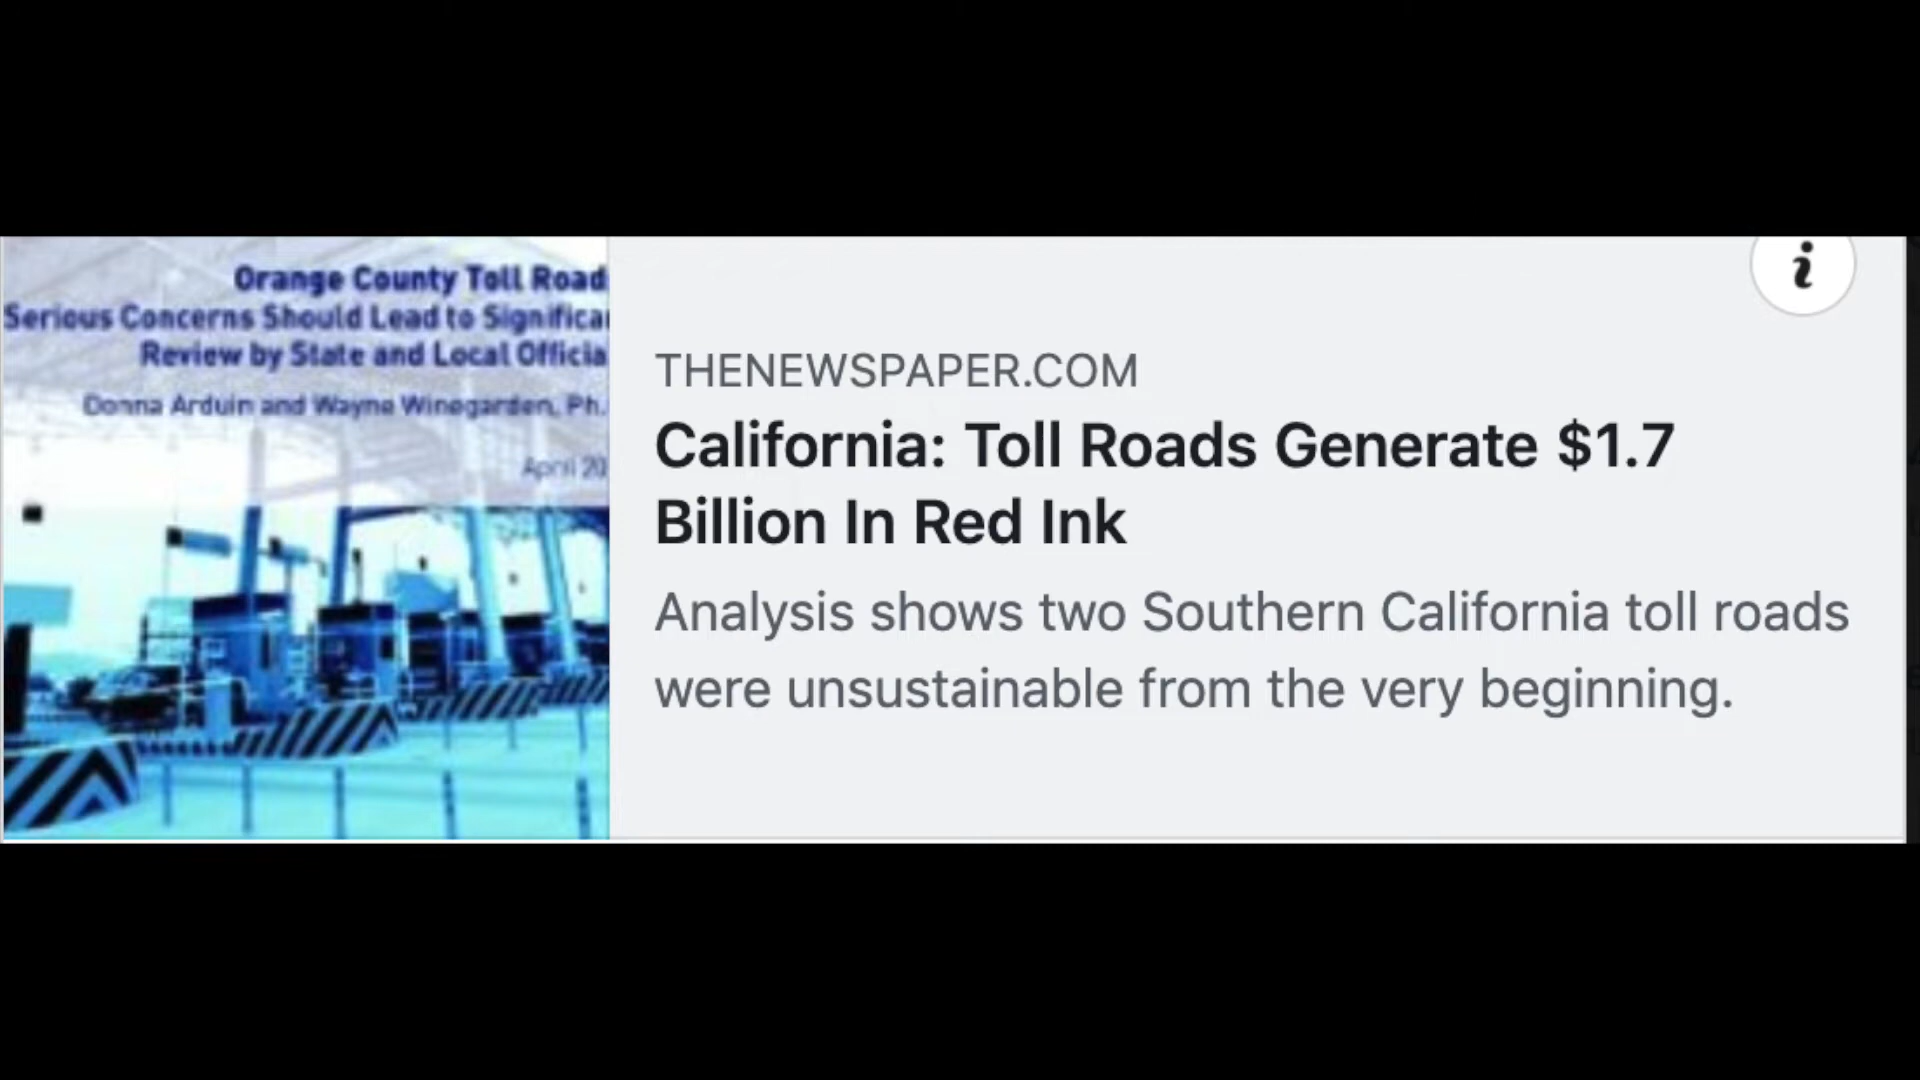 Orange County Toll Road
Serious Concerns Should Lead to Significa
Review by State and Local Officia
Donna Arduin and Wayne Winegarden, Ph.
April 20
i
THENEWSPAPER.COM
California: Toll Roads Generate $1.7
Billion In Red Ink
Analysis shows two Southern California toll roads
were unsustainable from the very beginning.